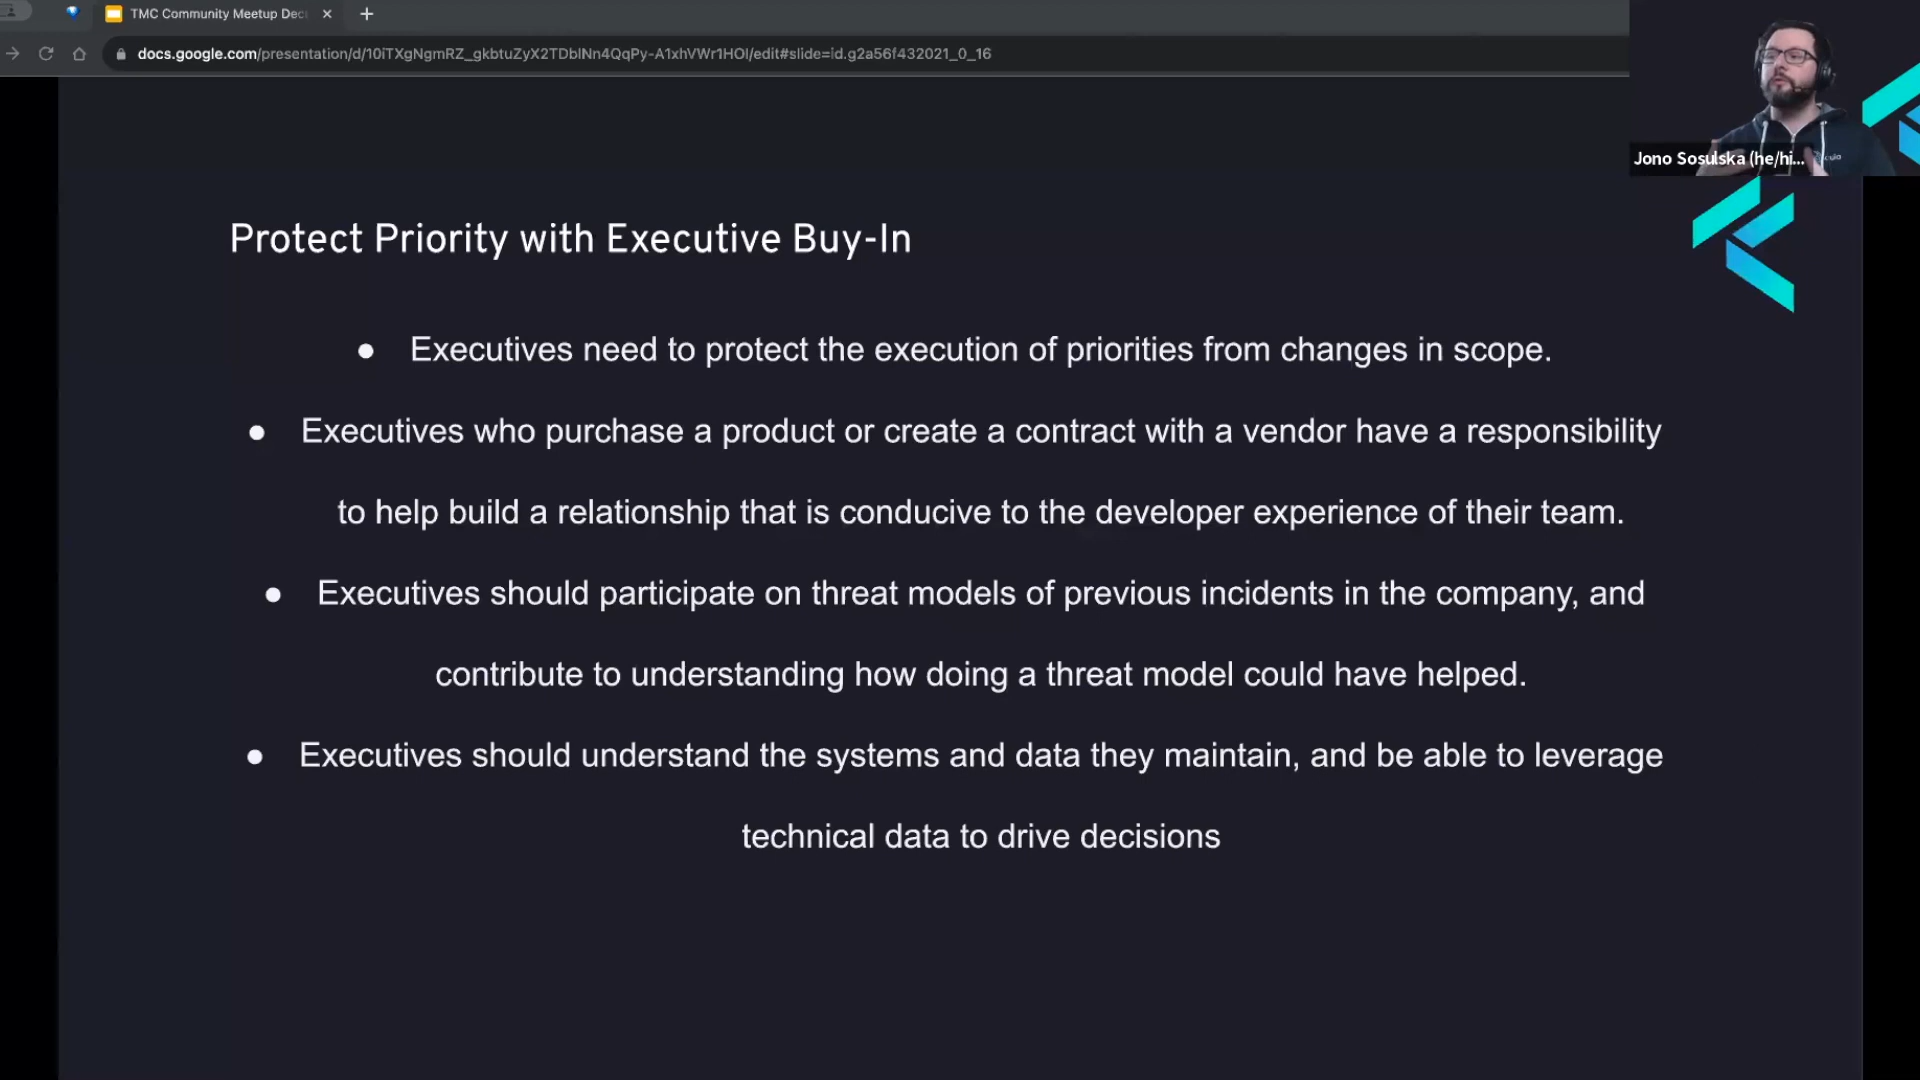 TMC Community Meetup Dec
docs.google.com/presentation/d/10iTXgNgmRZ_gkbtuZyX2TDbINn4QqPy-A1xhVWr1HOI/edit#slide=id.g2a56f432021_0_16
Jono Sosulska (he/hi...
Protect Priority with Executive Buy-In
● Executives need to protect the execution of priorities from changes in scope.
● Executives who purchase a product or create a contract with a vendor have a responsibility
to help build a relationship that is conducive to the developer experience of their team.
● Executives should participate on threat models of previous incidents in the company, and
contribute to understanding how doing a threat model could have helped.
● Executives should understand the systems and data they maintain, and be able to leverage
technical data to drive decisions